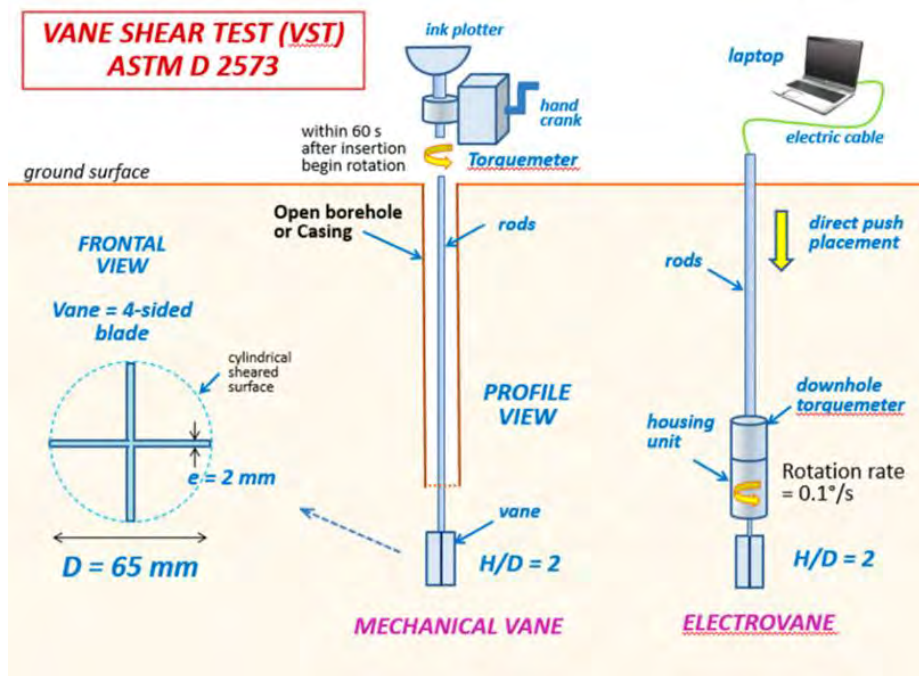 VANE SHEAR TEST (VST)
ASTM D 2573
ink plotter
hand
crank
within 60 s
after insertion
begin rotation
Torquemeter
laptop
electric cable
ground surface
Open borehole
or Casing
rods
direct push
placement
rods
FRONTAL
VIEW
Vane = 4-sided
blade
cylindrical
sheared
surface
e = 2 mm
D = 65 mm
PROFILE
VIEW
vane
H/D = 2
MECHANICAL VANE
downhole
torquemeter
housing
unit
Rotation rate
= 0.1°/s
H/D = 2
ELECTROVANE